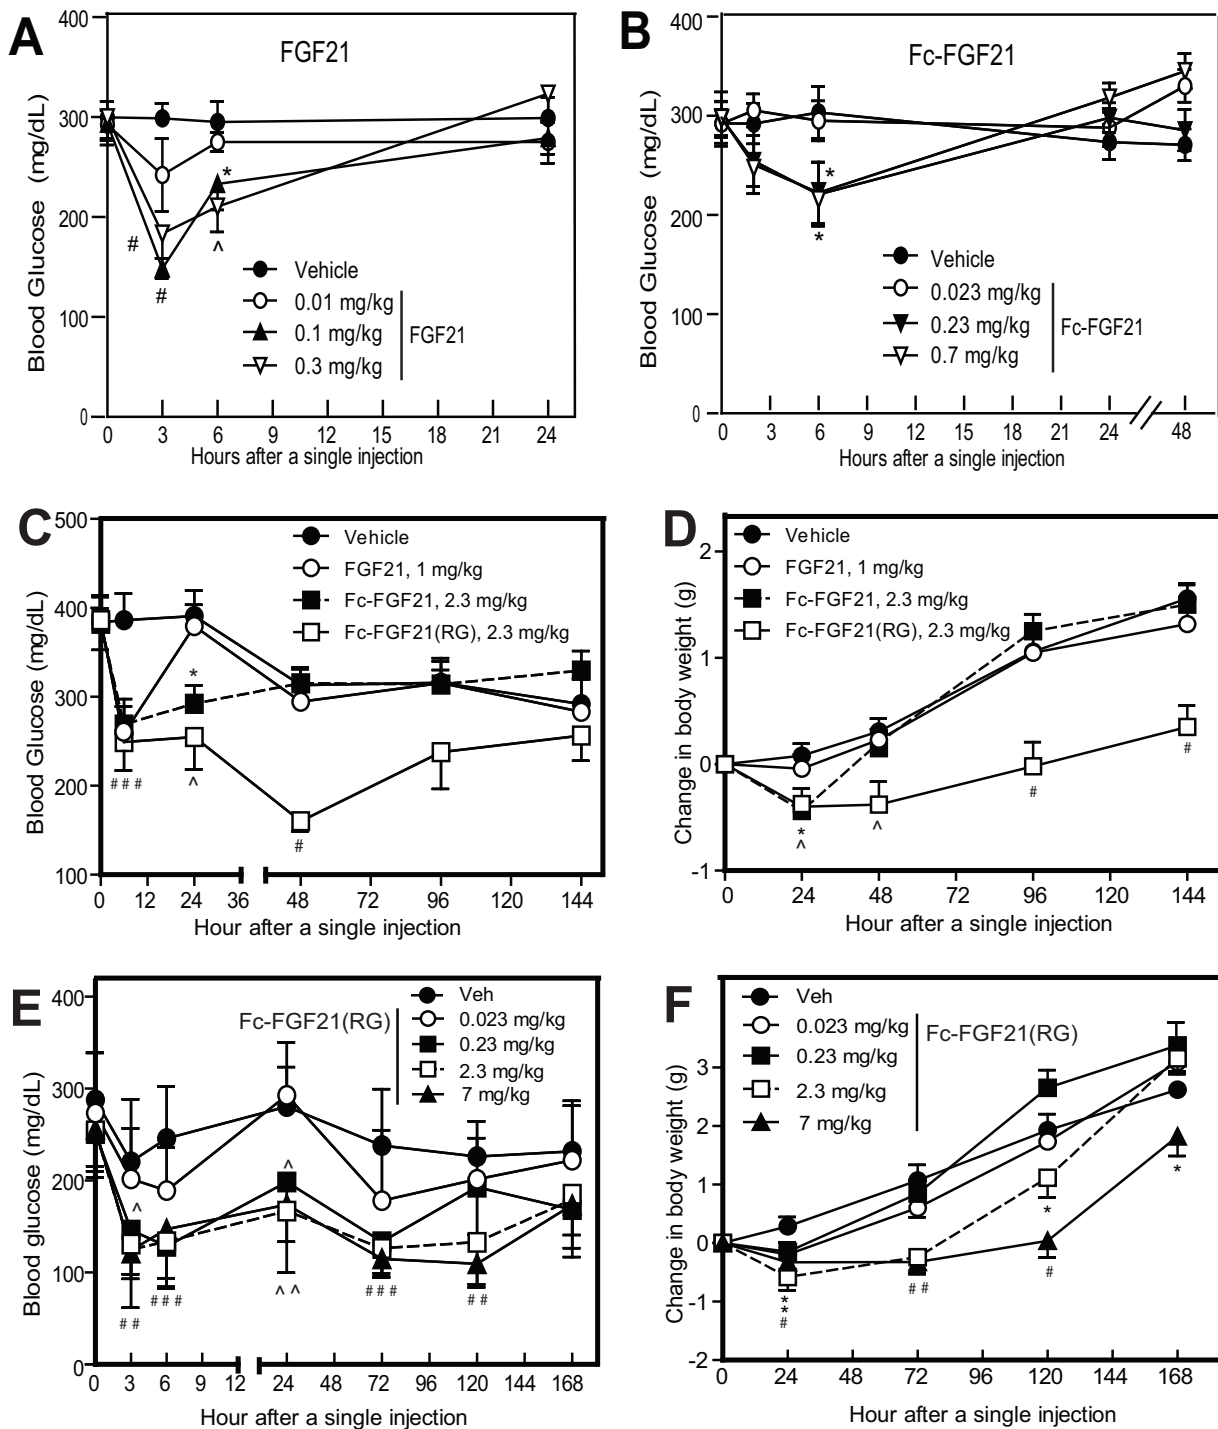 A
FGF21
Blood Glucose (mg/dL)
400
300
200
100
0
#
#
*
^
Vehicle
0.01 mg/kg
0.1 mg/kg
0.3 mg/kg
FGF21
0 3 6 9 12 15 18 21 24
Hours after a single injection
B
Fc-FGF21
Blood Glucose (mg/dL)
400
300
200
100
0
*
*
Vehicle
0.023 mg/kg
0.23 mg/kg
0.7 mg/kg
Fc-FGF21
0 3 6 9 12 15 18 21 24 48
Hours after a single injection
C
Blood Glucose (mg/dL)
500
400
300
200
100
Vehicle
FGF21, 1 mg/kg
Fc-FGF21, 2.3 mg/kg
Fc-FGF21(RG), 2.3 mg/kg
*
# # #
^
#
0 12 24 36 48 72 96 144
Hour after a single injection
D
Change in body weight (g)
2
1
0
-1
Vehicle
FGF21, 1 mg/kg
Fc-FGF21, 2.3 mg/kg
Fc-FGF21(RG), 2.3 mg/kg
*
^
^
#
#
0 24 48 72 96 120 144
Hour after a single injection
E
Blood glucose (mg/dL)
400
300
200
100
0
Fc-FGF21(RG)
Veh
0.023 mg/kg
0.23 mg/kg
2.3 mg/kg
7 mg/kg
^
^
# #
# # #
^ ^
# # #
# #
0 3 6 9 12 24 72 96 120 144 168
Hour after a single injection
F
Change in body weight (g)
3
2
1
0
-1
-2
Veh
0.023 mg/kg
0.23 mg/kg
2.3 mg/kg
7 mg/kg
Fc-FGF21(RG)
*
*
#
# #
*
#
*
0 24 48 72 96 120 144 168
Hour after a single injection